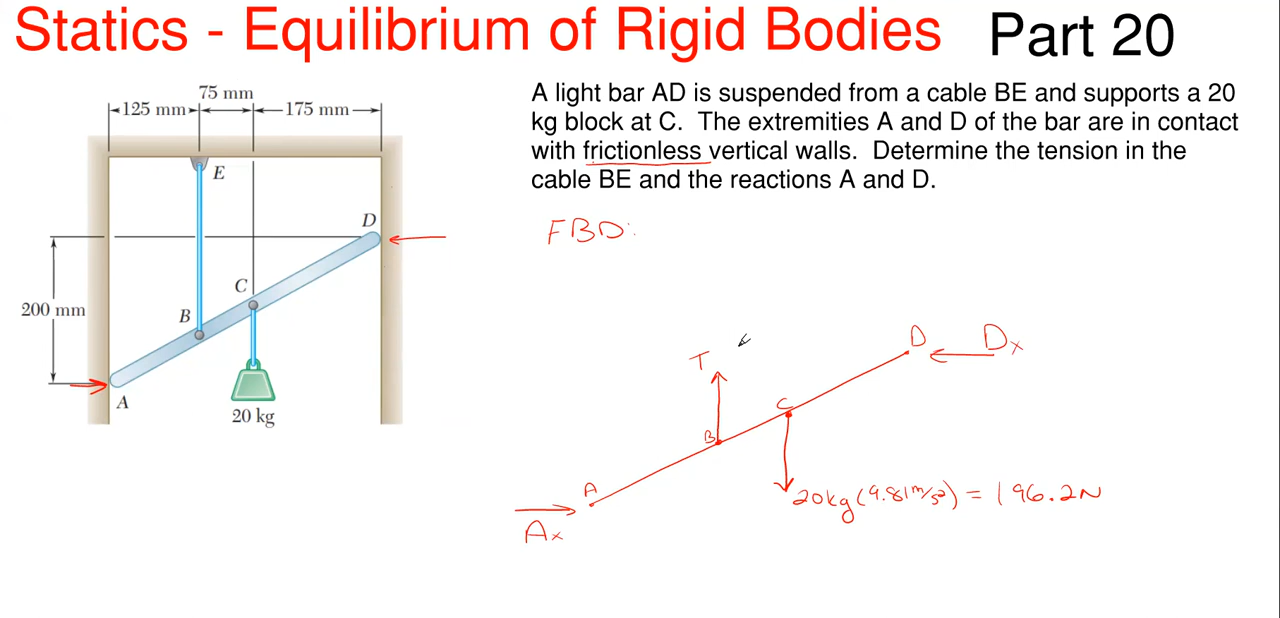 Statics - Equilibrium of Rigid Bodies Part 20
75 mm
125 mm 175 mm
E
D
C
200 mm
B
A
20 kg
A light bar AD is suspended from a cable BE and supports a 20
kg block at C. The extremities A and D of the bar are in contact
with frictionless vertical walls. Determine the tension in the
cable BE and the reactions A and D.
FBD:
T
D
Dx
C
B
A
20kg(9.81m/s²) = 196.2N
Ax